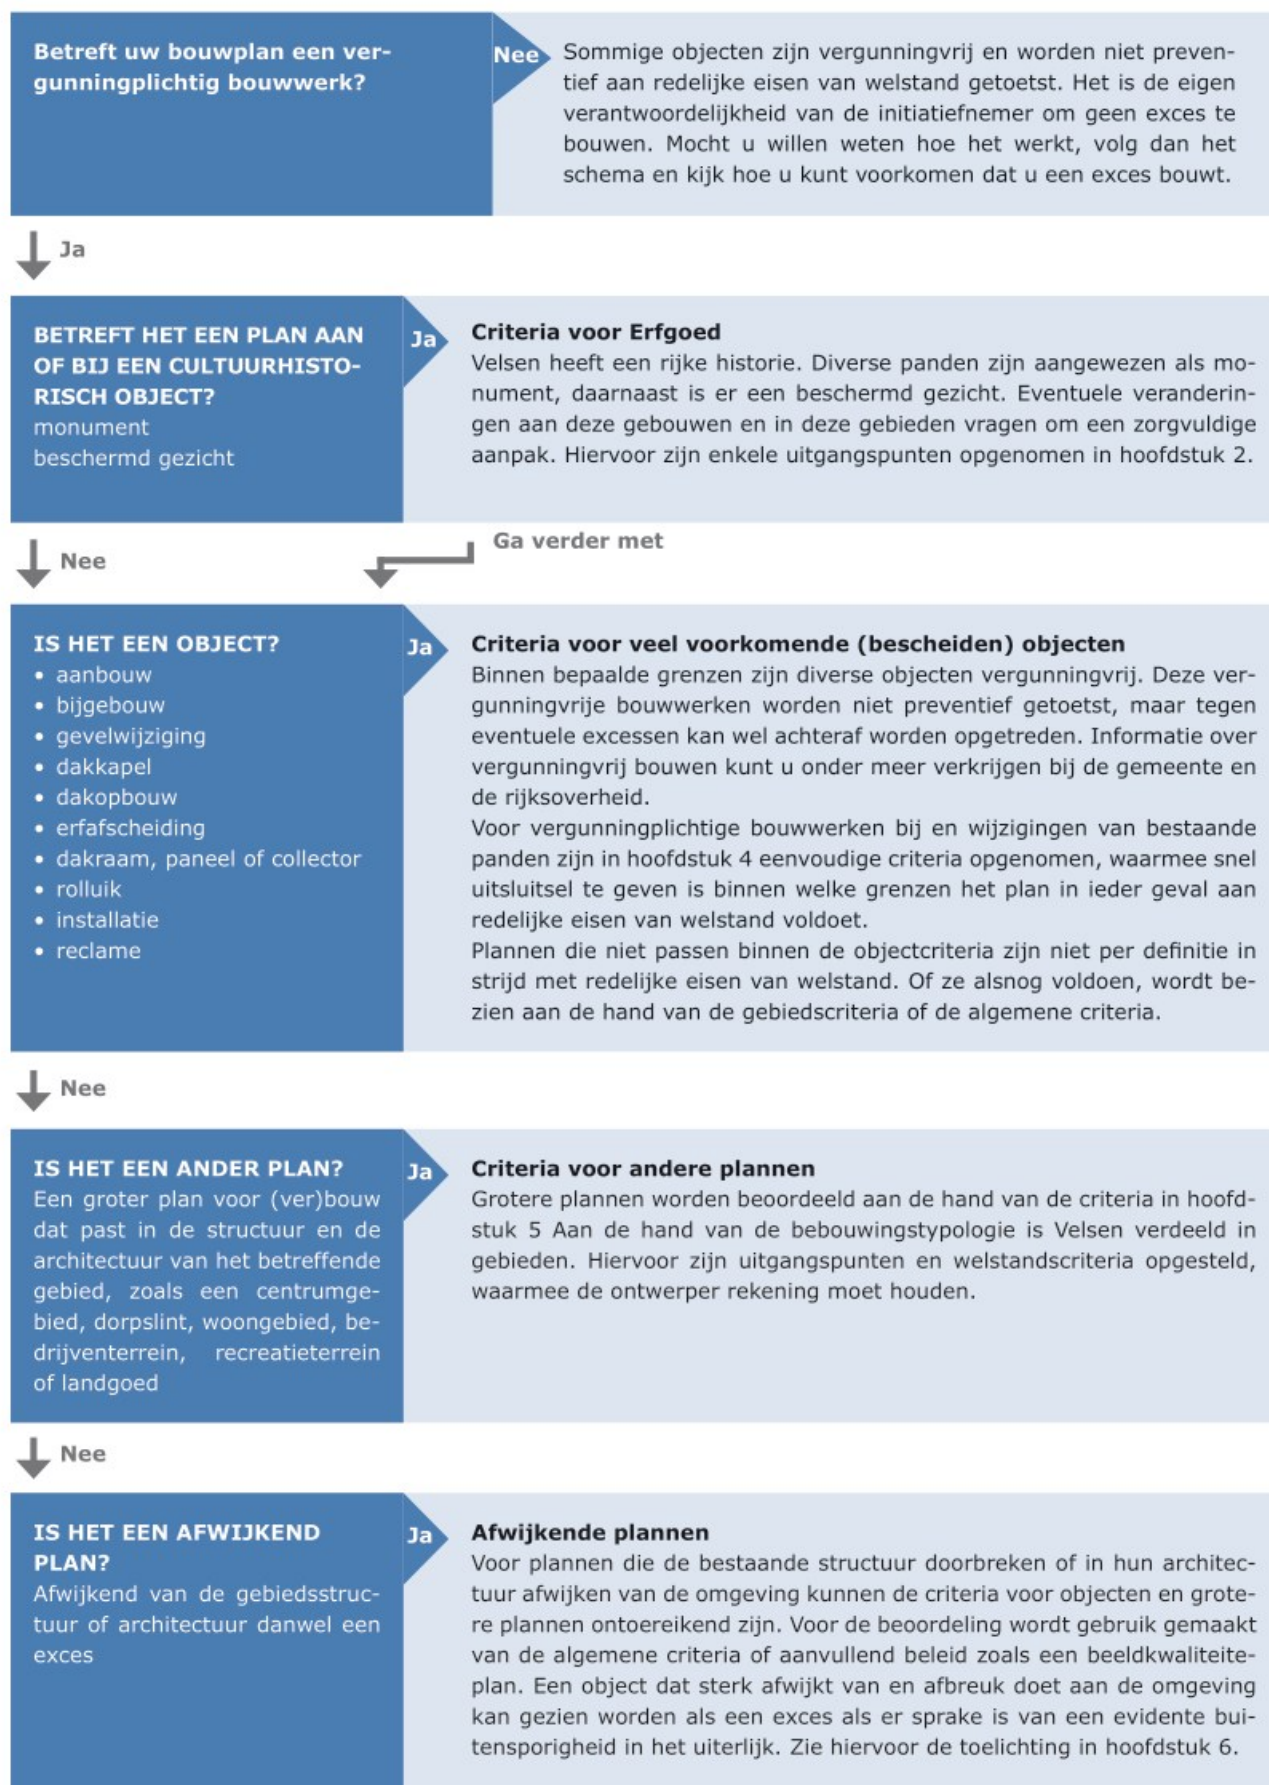 Betreft uw bouwplan een ver-
gunningplichtig bouwwerk?
Nee
Sommige objecten zijn vergunningvrij en worden niet preven-
tief aan redelijke eisen van welstand getoetst. Het is de eigen
verantwoordelijkheid van de initiatiefnemer om geen exces te
bouwen. Mocht u willen weten hoe het werkt, volg dan het
schema en kijk hoe u kunt voorkomen dat u een exces bouwt.
Ja
BETREFT HET EEN PLAN AAN
OF BIJ EEN CULTUURHISTO-
RISCH OBJECT?
monument
beschermd gezicht
Ja
Criteria voor Erfgoed
Velsen heeft een rijke historie. Diverse panden zijn aangewezen als mo-
nument, daarnaast is er een beschermd gezicht. Eventuele veranderin-
gen aan deze gebouwen en in deze gebieden vragen om een zorgvuldige
aanpak. Hiervoor zijn enkele uitgangspunten opgenomen in hoofdstuk 2.
Nee
Ga verder met
IS HET EEN OBJECT?
• aanbouw
• bijgebouw
• gevelwijziging
• dakkapel
• dakopbouw
• erfafscheiding
• dakraam, paneel of collector
• rolluik
• installatie
• reclame
Ja
Criteria voor veel voorkomende (bescheiden) objecten
Binnen bepaalde grenzen zijn diverse objecten vergunningvrij. Deze ver-
gunningvrije bouwwerken worden niet preventief getoetst, maar tegen
eventuele excessen kan wel achteraf worden opgetreden. Informatie over
vergunningvrij bouwen kunt u onder meer verkrijgen bij de gemeente en
de rijksoverheid.
Voor vergunningplichtige bouwwerken bij en wijzigingen van bestaande
panden zijn in hoofdstuk 4 eenvoudige criteria opgenomen, waarmee snel
uitsluitsel te geven is binnen welke grenzen het plan in ieder geval aan
redelijke eisen van welstand voldoet.
Plannen die niet passen binnen de objectcriteria zijn niet per definitie in
strijd met redelijke eisen van welstand. Of ze alsnog voldoen, wordt be-
zien aan de hand van de gebiedscriteria of de algemene criteria.
Nee
IS HET EEN ANDER PLAN?
Een groter plan voor (ver)bouw
dat past in de structuur en de
architectuur van het betreffende
gebied, zoals een centrumge-
bied, dorpslint, woongebied, be-
drijventerrein, recreatieterrein
of landgoed
Ja
Criteria voor andere plannen
Grotere plannen worden beoordeeld aan de hand van de criteria in hoofd-
stuk 5 Aan de hand van de bebouwingstypologie is Velsen verdeeld in
gebieden. Hiervoor zijn uitgangspunten en welstandscriteria opgesteld,
waarmee de ontwerper rekening moet houden.
Nee
IS HET EEN AFWIJKEND
PLAN?
Afwijkend van de gebiedsstruc-
tuur of architectuur danwel een
exces
Ja
Afwijkende plannen
Voor plannen die de bestaande structuur doorbreken of in hun architec-
tuur afwijken van de omgeving kunnen de criteria voor objecten en grote-
re plannen ontoereikend zijn. Voor de beoordeling wordt gebruik gemaakt
van de algemene criteria of aanvullend beleid zoals een beeldkwaliteite-
plan. Een object dat sterk afwijkt van en afbreuk doet aan de omgeving
kan gezien worden als een exces als er sprake is van een evidente bui-
tensporigheid in het uiterlijk. Zie hiervoor de toelichting in hoofdstuk 6.